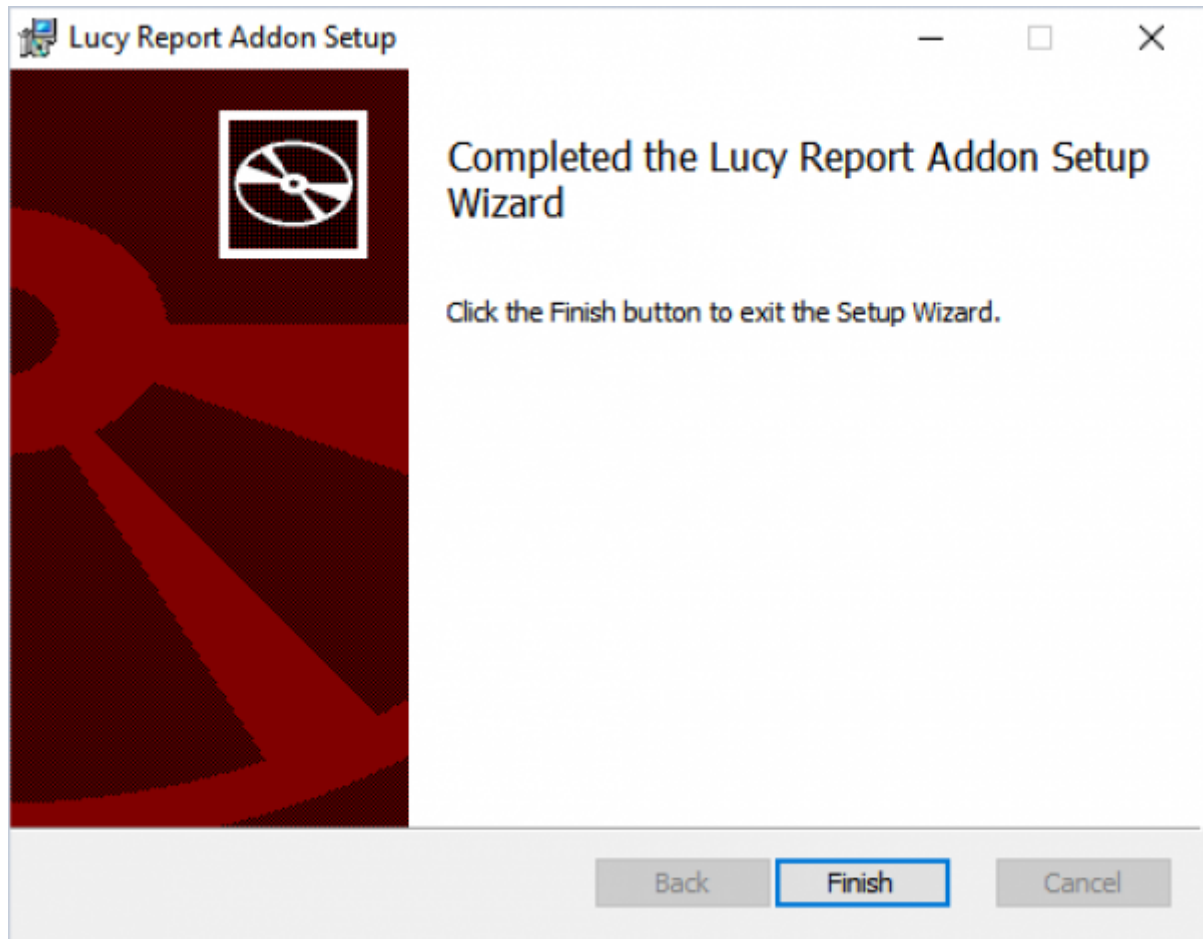 Lucy Report Addon Setup
Completed the Lucy Report Addon Setup
Wizard
Click the Finish button to exit the Setup Wizard.
Back
Finish
Cancel